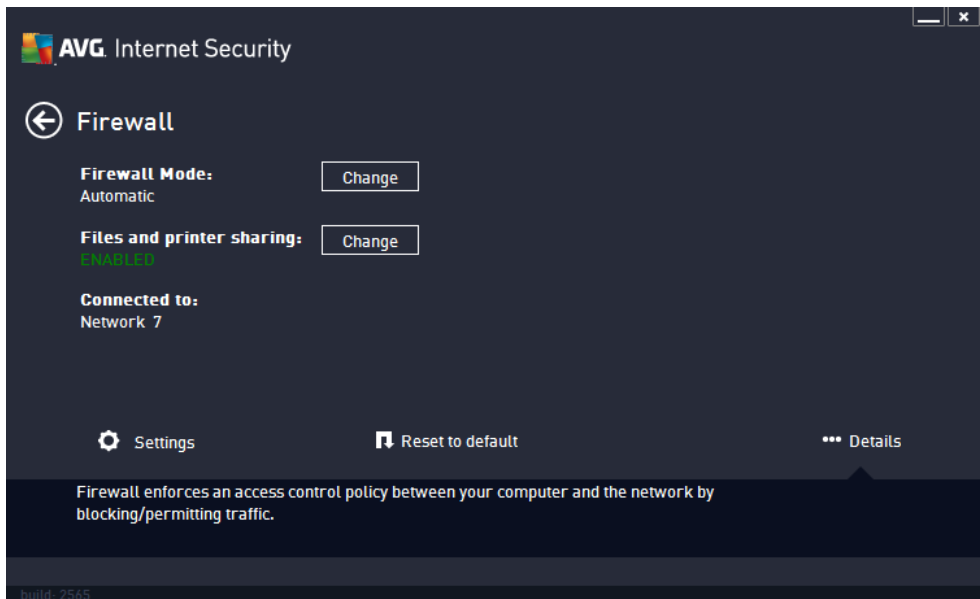 AVG. Internet Security
Firewall
Firewall Mode:
Automatic
Change
Files and printer sharing:
ENABLED
Change
Connected to:
Network 7
Settings
Reset to default
Details
Firewall enforces an access control policy between your computer and the network by
blocking/permitting traffic.
build: 2565